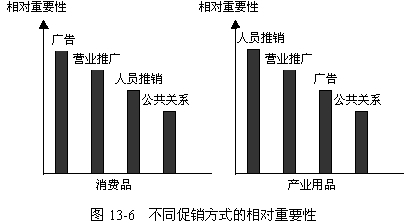 相对重要性
广告
营业推广
人员推销
公共关系
消费品
相对重要性
人员推销
营业推广
广告
公共关系
产业用品
图 13-6 不同促销方式的相对重要性